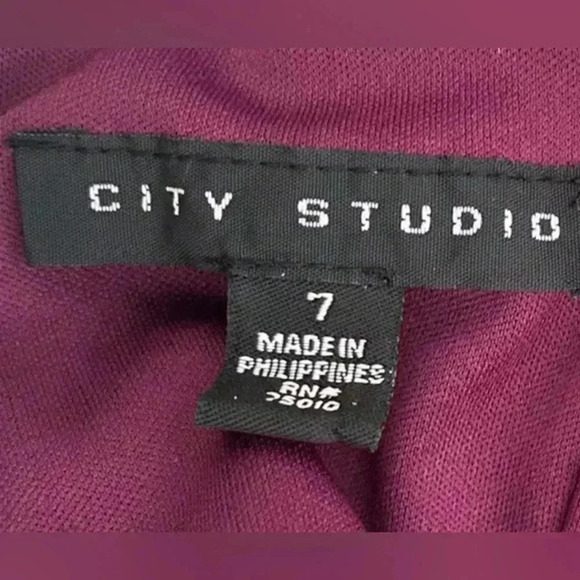 CITY STUDIO
7
MADE IN
PHILIPPINES
RN#